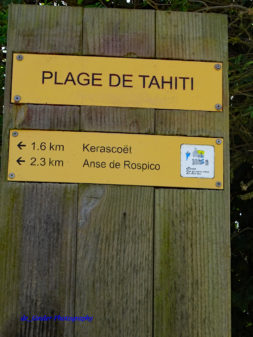 PLAGE DE TAHITI
← 1.6 km Kerascoët
← 2.3 km Anse de Rospico